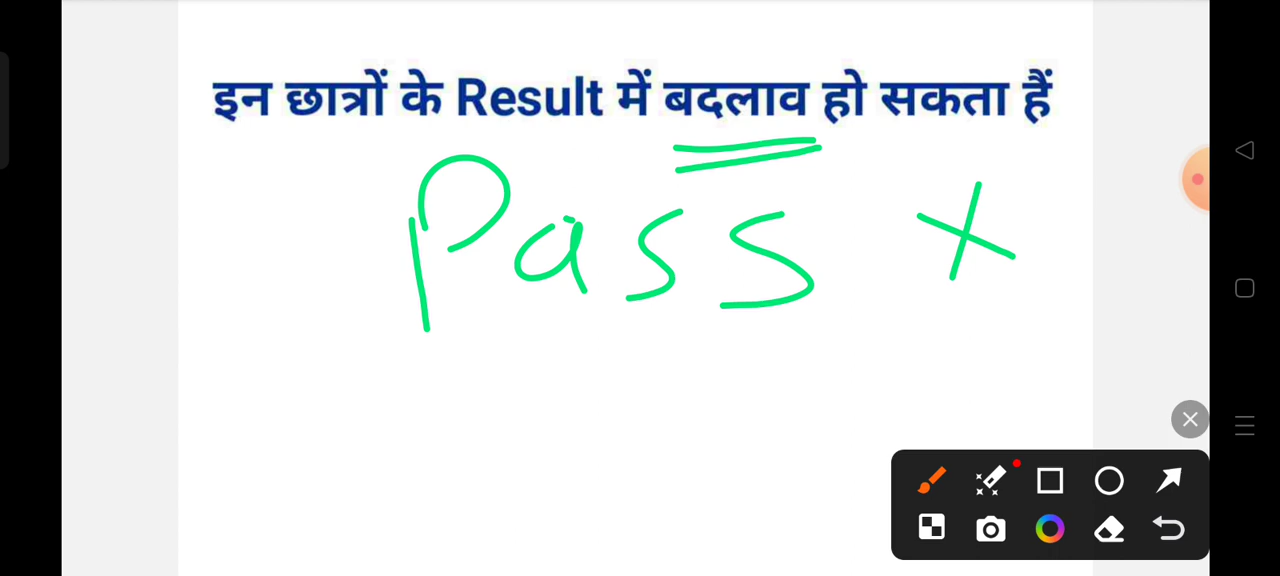 इन छात्रों के Result में बदलाव हो सकता हैं
Pass ×